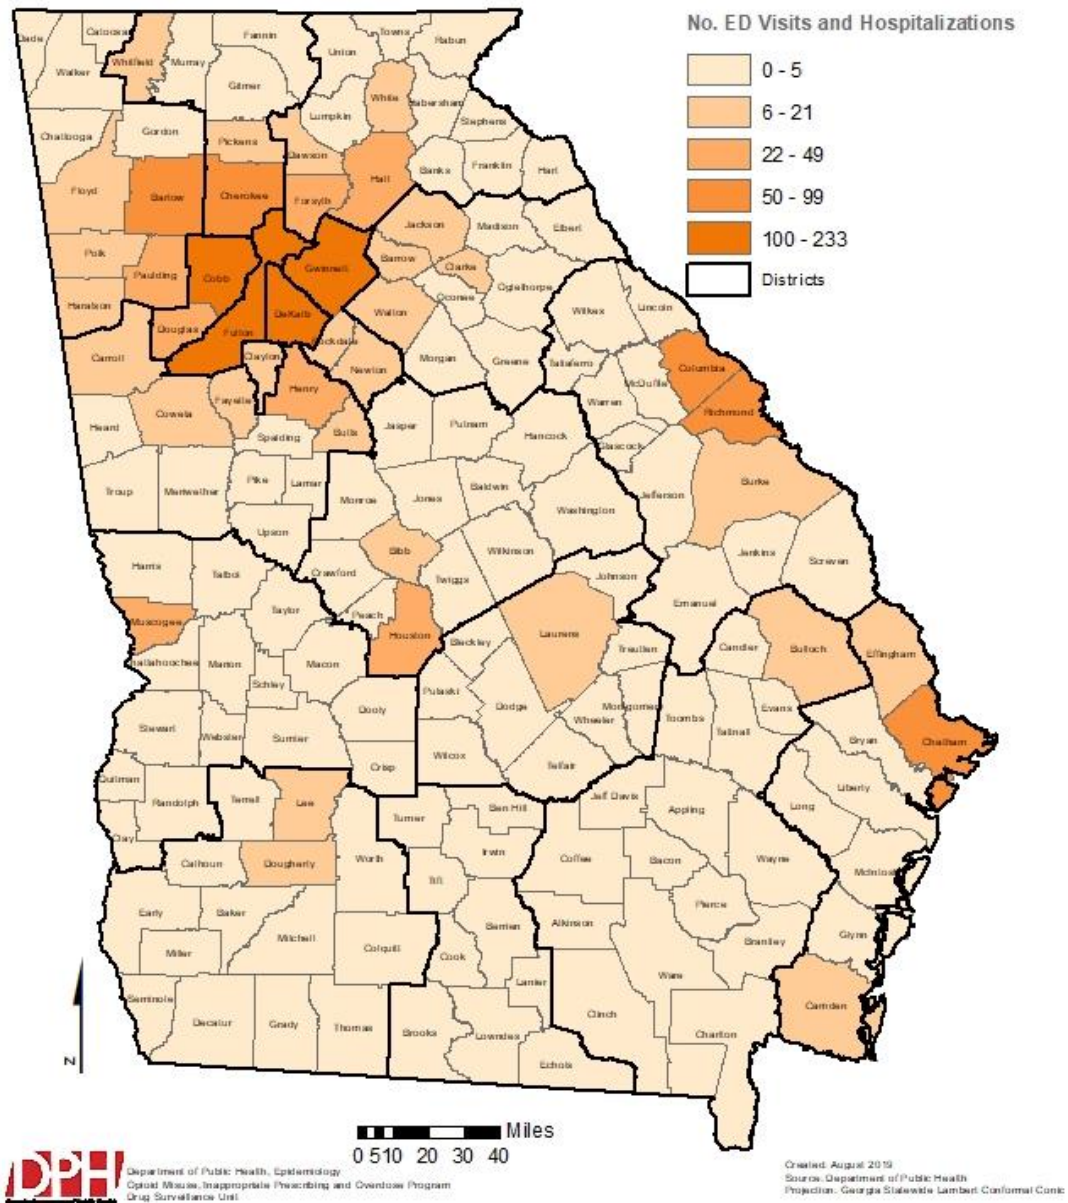 No. ED Visits and Hospitalizations
0 - 5
6 - 21
22 - 49
50 - 99
100 - 233
Districts
Dade
Catoosa
Whitfield
Murray
Fannin
Union
Towns
Rabun
Walker
Gilmer
White
Habersham
Lumpkin
Stephens
Chattooga
Gordon
Pickens
Dawson
Hall
Banks
Franklin
Hart
Floyd
Bartow
Cherokee
Forsyth
Jackson
Madison
Elbert
Polk
Paulding
Cobb
Gwinnett
Barrow
Clarke
Oglethorpe
Oconee
Haralson
Douglas
Fulton
DeKalb
Walton
Wilkes
Lincoln
Carroll
Clayton
ockdale
Newton
Morgan
Greene
Taliaferro
McDuffie
Columbia
Heard
Coweta
Fayette
Henry
Butts
Spalding
Jasper
Putnam
Hancock
Warren
Richmond
Glascock
Troup
Meriwether
Pike
Lamar
Monroe
Jones
Baldwin
Washington
Jefferson
Burke
Upson
Bibb
Wilkinson
Jenkins
Screven
Harris
Talbot
Crawford
Twiggs
Johnson
Emanuel
Muscogee
Taylor
Peach
Houston
Bleckley
Laurens
Treutlen
Candler
Bulloch
Effingham
hattahoochee
Marion
Macon
Schley
Pulaski
Dodge
Wheeler
Montgomer
Toombs
Tattnall
Evans
Bryan
Chatham
Stewart
Webster
Sumter
Dooly
Crisp
Wilcox
Telfair
Liberty
Long
Quitman
Randolph
Terrell
Lee
Turner
Ben Hill
Jeff Davis
Appling
Clay
Calhoun
Dougherty
Worth
Irwin
Tift
Coffee
Bacon
Wayne
McIntosh
Early
Baker
Miller
Mitchell
Colquitt
Berrien
Cook
Atkinson
Pierce
Brantley
Glynn
Ware
Lanier
Clinch
Camden
Seminole
Decatur
Grady
Thomas
Brooks
Lowndes
Echols
Charlton
N
Miles
0 5 10 20 30 40
DPH
Department of Public Health, Epidemiology
Opioid Misuse, Inappropriate Prescribing and Overdose Program
Drug Surveillance Unit
Created: August 2019
Source: Department of Public Health
Projection: Georgia Statewide Lambert Conformal Conic